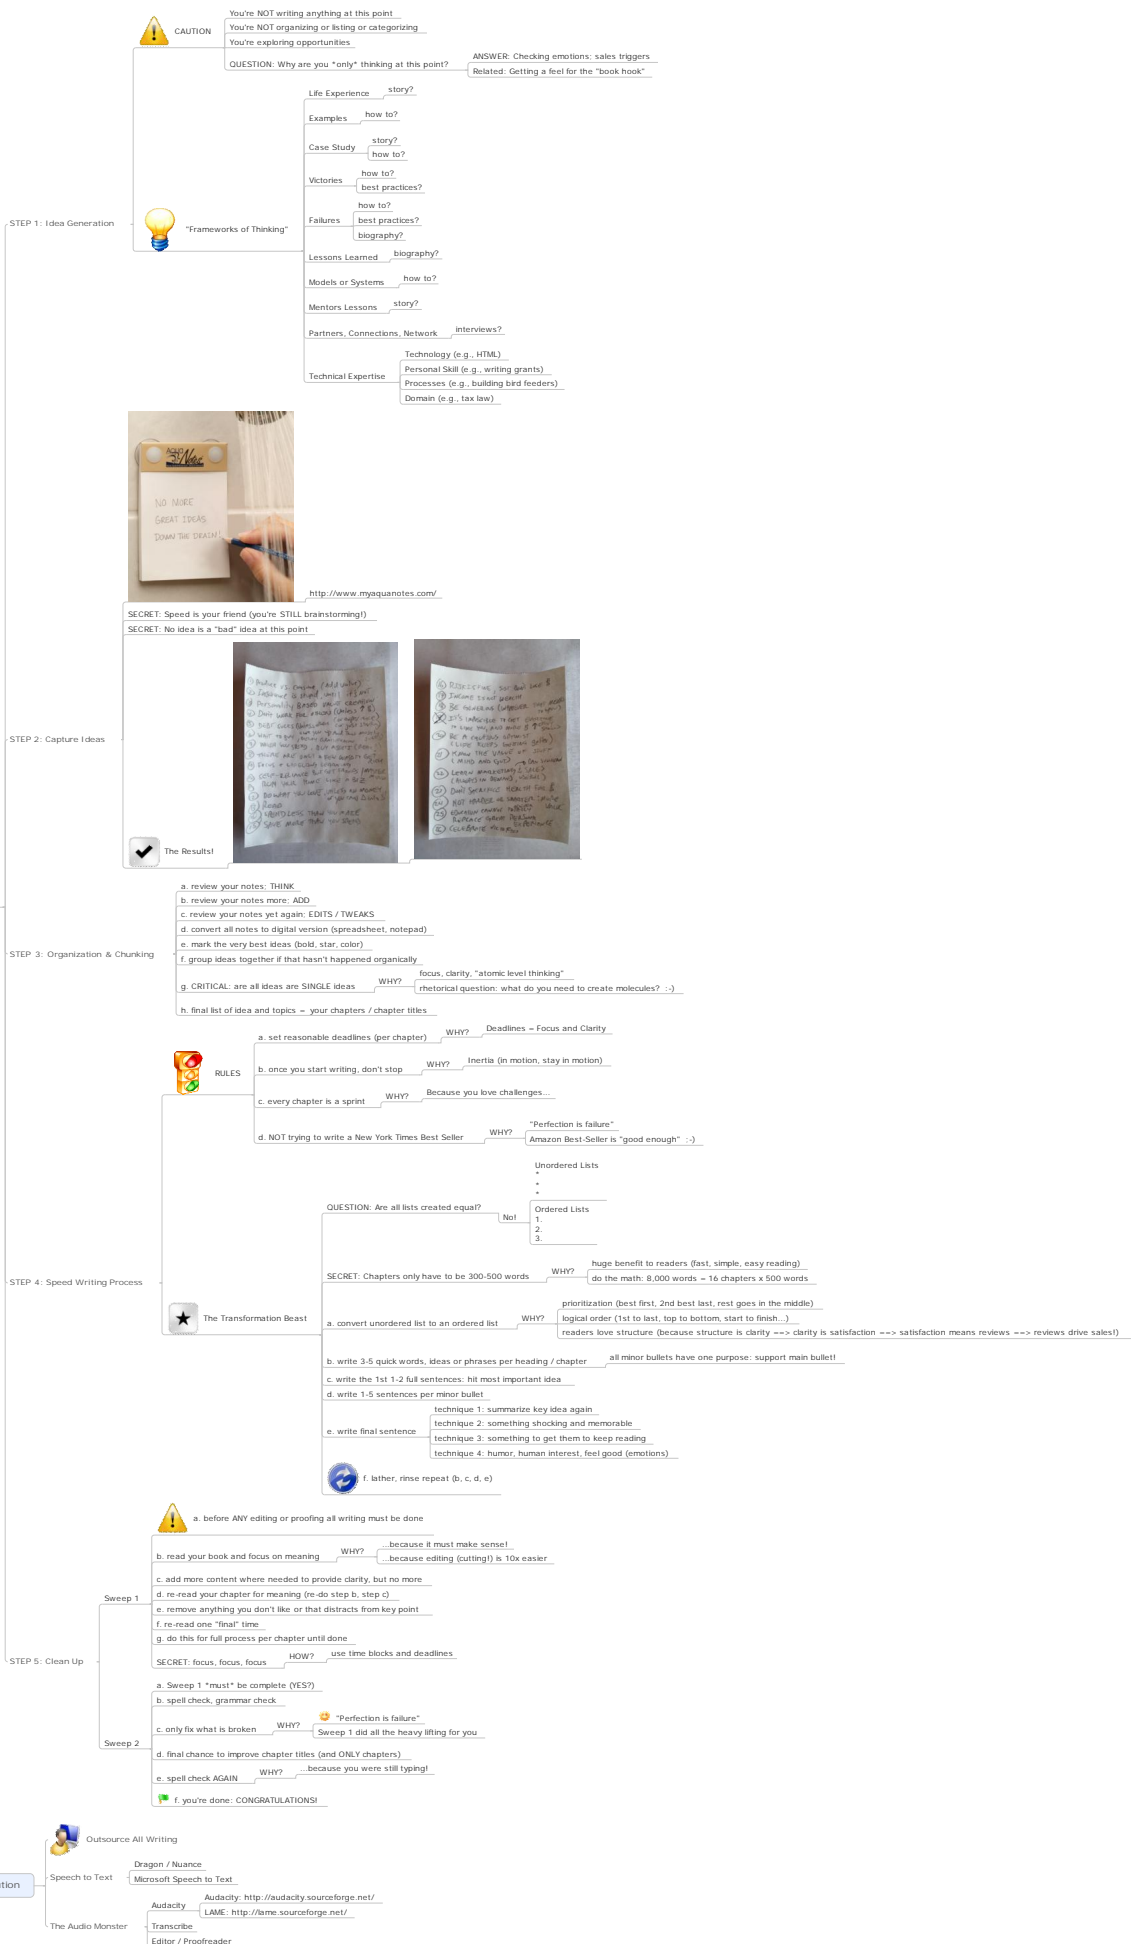 CAUTION
You're NOT writing anything at this point
You're NOT organizing or listing or categorizing
You're exploring opportunities
QUESTION: Why are you *only* thinking at this point?
ANSWER: Checking emotions; sales triggers
Related: Getting a feel for the "book hook"
STEP 1: Idea Generation
"Frameworks of Thinking"
Life Experience
story?
Examples
how to?
Case Study
story?
how to?
Victories
how to?
best practices?
Failures
how to?
best practices?
biography?
Lessons Learned
biography?
Models or Systems
how to?
Mentors Lessons
story?
Partners, Connections, Network
interviews?
Technical Expertise
Technology (e.g., HTML)
Personal Skill (e.g., writing grants)
Processes (e.g., building bird feeders)
Domain (e.g., tax law)
NO MORE
GREAT IDEAS
DOWN THE DRAIN!
http://www.myaquanotes.com/
SECRET: Speed is your friend (you're STILL brainstorming!)
SECRET: No idea is a "bad" idea at this point
STEP 2: Capture Ideas
The Results!
STEP 3: Organization & Chunking
a. review your notes; THINK
b. review your notes more; ADD
c. review your notes yet again; EDITS / TWEAKS
d. convert all notes to digital version (spreadsheet, notepad)
e. mark the very best ideas (bold, star, color)
f. group ideas together if that hasn't happened organically
g. CRITICAL: are all ideas are SINGLE ideas
WHY?
focus, clarity, "atomic level thinking"
rhetorical question: what do you need to create molecules? :-)
h. final list of idea and topics = your chapters / chapter titles
STEP 4: Speed Writing Process
RULES
a. set reasonable deadlines (per chapter)
WHY?
Deadlines = Focus and Clarity
b. once you start writing, don't stop
WHY?
Inertia (in motion, stay in motion)
c. every chapter is a sprint
WHY?
Because you love challenges...
d. NOT trying to write a New York Times Best Seller
WHY?
"Perfection is failure"
Amazon Best-Seller is "good enough" :-)
The Transformation Beast
QUESTION: Are all lists created equal?
No!
Unordered Lists
*
*
*
Ordered Lists
1.
2.
3.
SECRET: Chapters only have to be 300-500 words
WHY?
huge benefit to readers (fast, simple, easy reading)
do the math: 8,000 words = 16 chapters x 500 words
a. convert unordered list to an ordered list
WHY?
prioritization (best first, 2nd best last, rest goes in the middle)
logical order (1st to last, top to bottom, start to finish...)
readers love structure (because structure is clarity ==> clarity is satisfaction ==> satisfaction means reviews ==> reviews drive sales!)
b. write 3-5 quick words, ideas or phrases per heading / chapter
all minor bullets have one purpose: support main bullet!
c. write the 1st 1-2 full sentences: hit most important idea
d. write 1-5 sentences per minor bullet
e. write final sentence
technique 1: summarize key idea again
technique 2: something shocking and memorable
technique 3: something to get them to keep reading
technique 4: humor, human interest, feel good (emotions)
f. lather, rinse repeat (b, c, d, e)
STEP 5: Clean Up
Sweep 1
a. before ANY editing or proofing all writing must be done
b. read your book and focus on meaning
WHY?
...because it must make sense!
...because editing (cutting!) is 10x easier
c. add more content where needed to provide clarity, but no more
d. re-read your chapter for meaning (re-do step b, step c)
e. remove anything you don't like or that distracts from key point
f. re-read one "final" time
g. do this for full process per chapter until done
SECRET: focus, focus, focus
HOW?
use time blocks and deadlines
Sweep 2
a. Sweep 1 *must* be complete (YES?)
b. spell check, grammar check
c. only fix what is broken
WHY?
"Perfection is failure"
Sweep 1 did all the heavy lifting for you
d. final chance to improve chapter titles (and ONLY chapters)
e. spell check AGAIN
WHY?
...because you were still typing!
f. you're done: CONGRATULATIONS!
Outsource All Writing
Speech to Text
Dragon / Nuance
Microsoft Speech to Text
The Audio Monster
Audacity
Audacity: http://audacity.sourceforge.net/
LAME: http://lame.sourceforge.net/
Transcribe
Editor / Proofreader